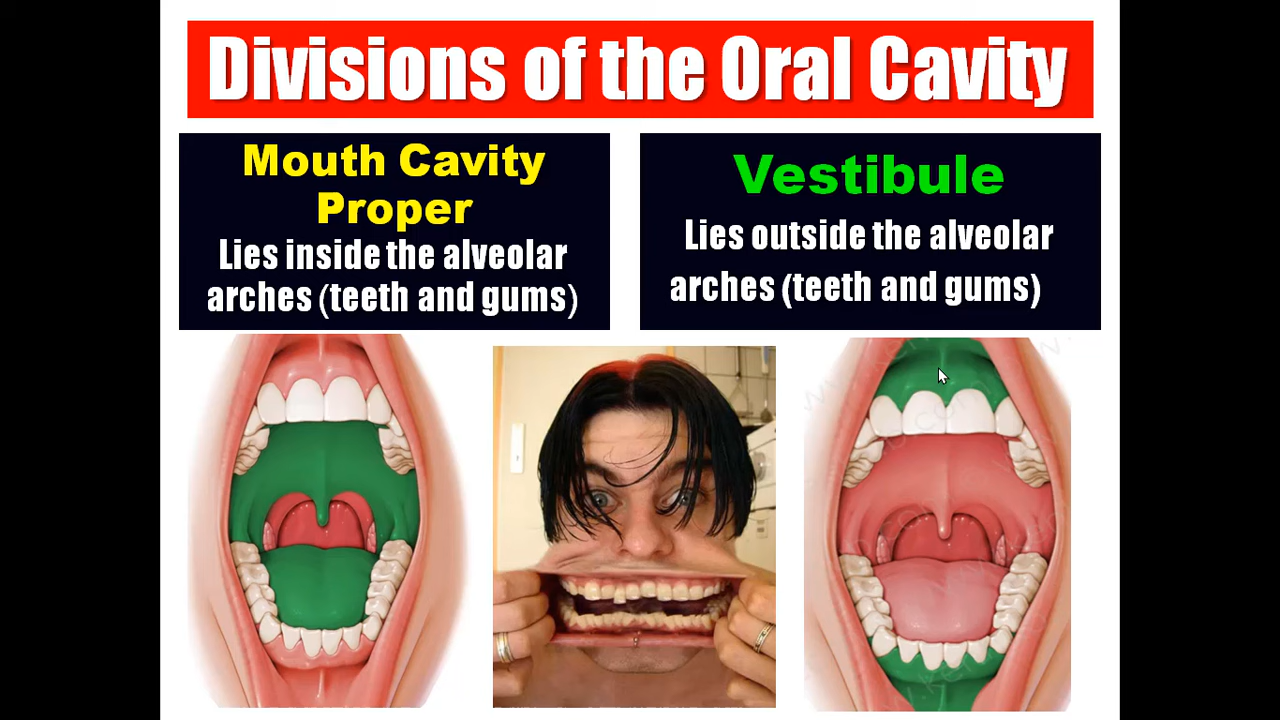 Divisions of the Oral Cavity
Mouth Cavity
Proper
Lies inside the alveolar
arches (teeth and gums)
Vestibule
Lies outside the alveolar
arches (teeth and gums)